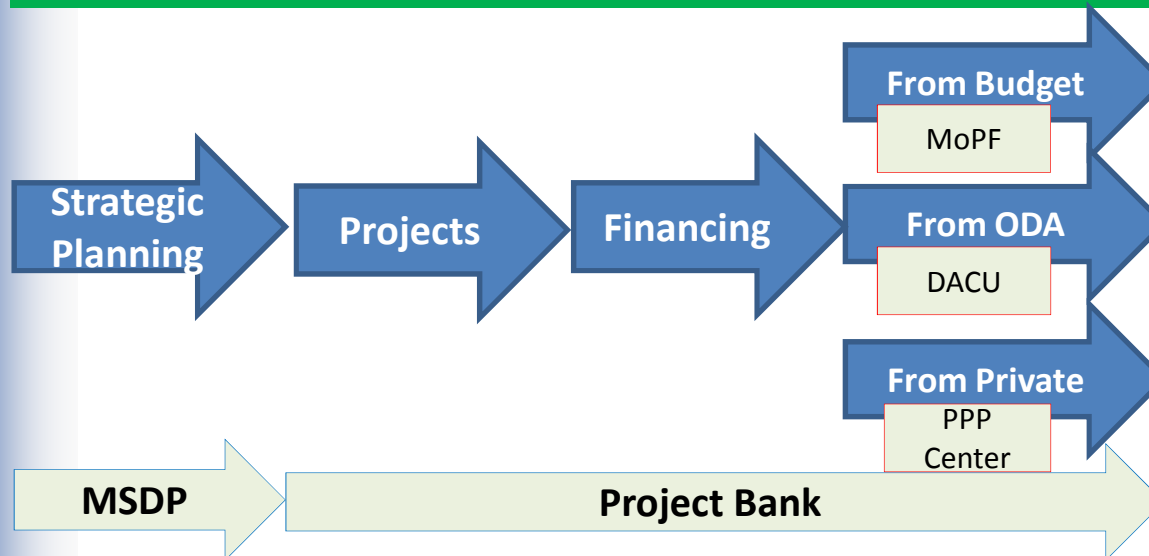 Strategic
Planning
Projects
Financing
From Budget
MoPF
From ODA
DACU
From Private
PPP
Center
MSDP
Project Bank